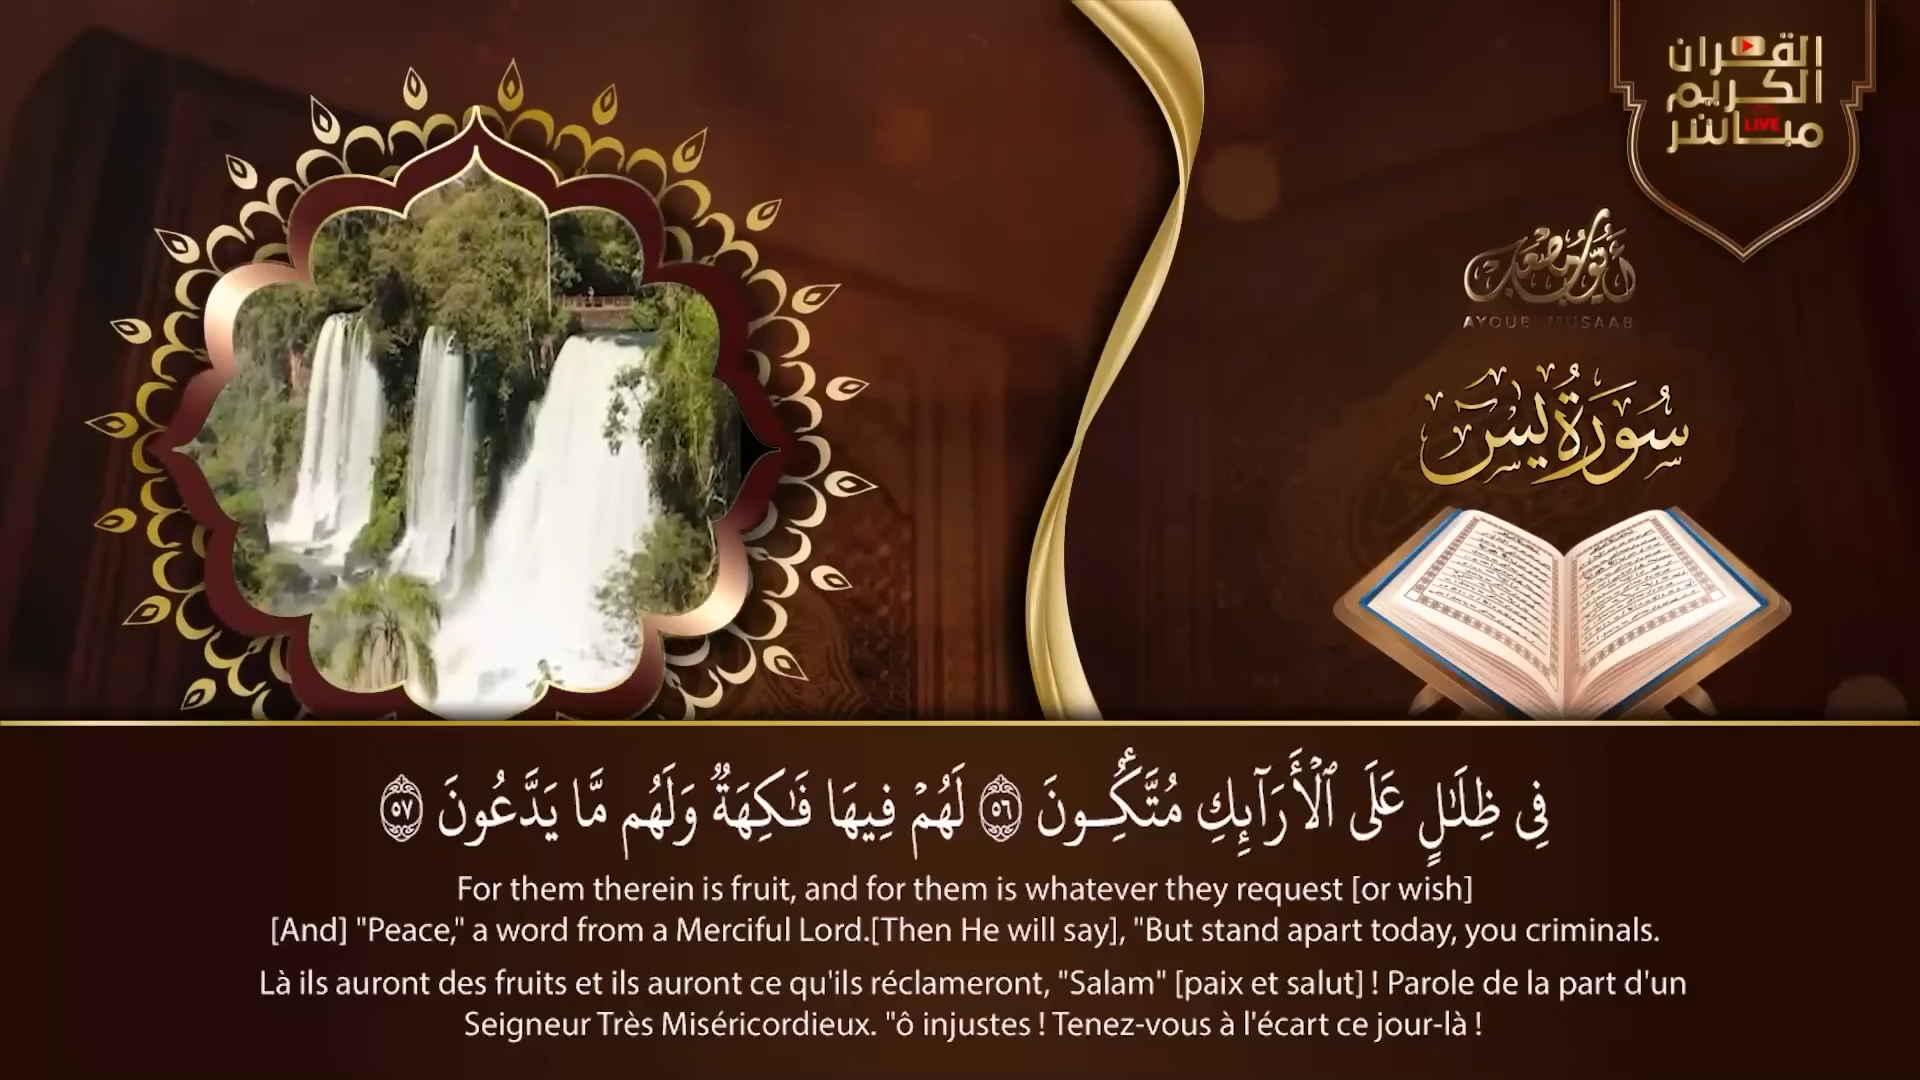 القرآن
الكريم
مباشر
LIVE
أيوب مصعب
AYOUB MUSAAB
سُورَةُ يسٓ
فِي ظِلَٰلٍ عَلَى ٱلْأَرَآئِكِ مُتَّكِـُٔونَ ٥٦ لَهُمْ فِيهَا فَٰكِهَةٌ وَلَهُم مَّا يَدَّعُونَ ٥٧
For them therein is fruit, and for them is whatever they request [or wish]
[And] "Peace," a word from a Merciful Lord.[Then He will say], "But stand apart today, you criminals.
Là ils auront des fruits et ils auront ce qu'ils réclameront, "Salam" [paix et salut] ! Parole de la part d'un
Seigneur Très Miséricordieux. "ô injustes ! Tenez-vous à l'écart ce jour-là !